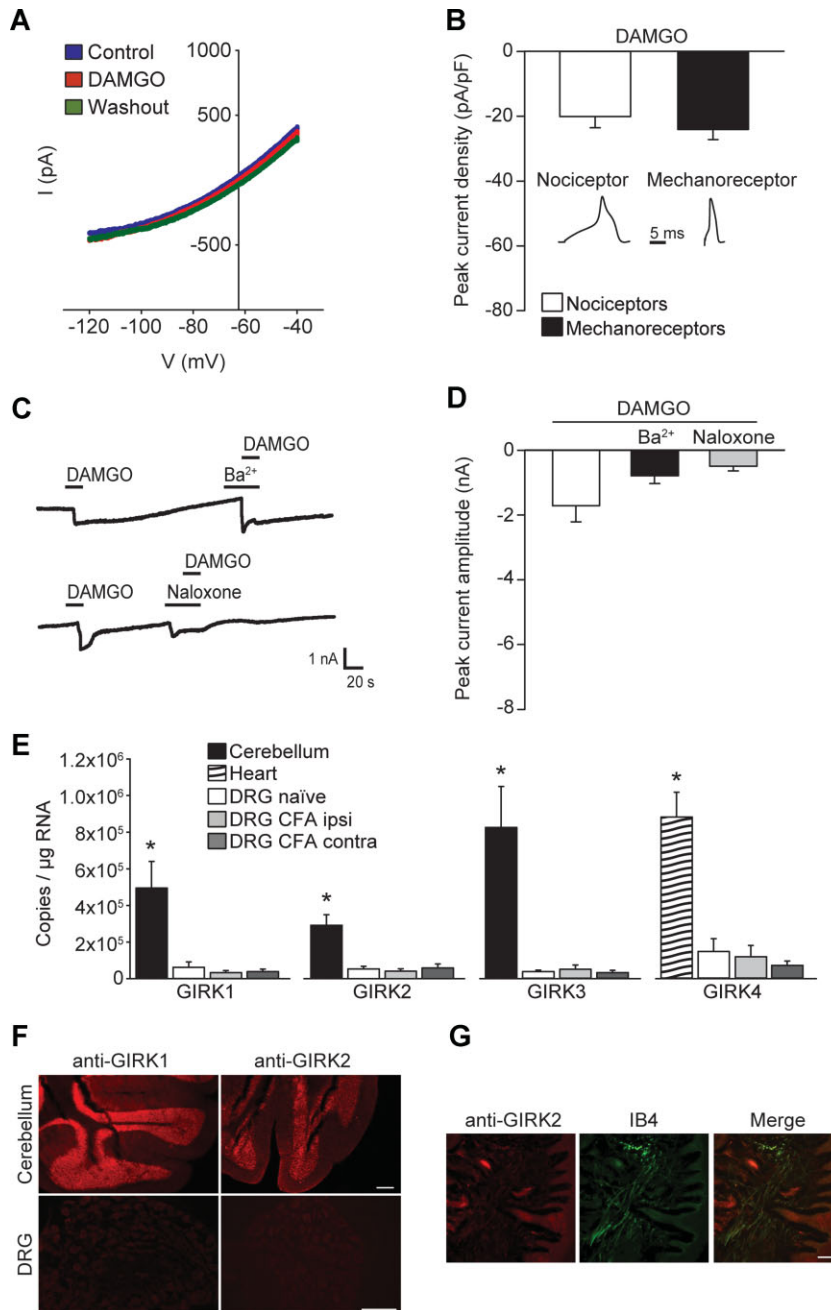 A
Control
DAMGO
Washout
1000
500
-500
I (pA)
-120 -100 -80 -60 -40
V (mV)
B
DAMGO
0
-20
-40
-60
-80
Peak current density (pA/pF)
Nociceptor Mechanoreceptor
5 ms
Nociceptors
Mechanoreceptors
C
DAMGO
DAMGO Ba²⁺
DAMGO
DAMGO Naloxone
1 nA
20 s
D
DAMGO
Ba²⁺ Naloxone
0
-2
-4
-6
-8
Peak current amplitude (nA)
E
1.2x10⁶
1.0x10⁶
8x10⁵
6x10⁵
4x10⁵
2x10⁵
0
Copies / µg RNA
Cerebellum
Heart
DRG naïve
DRG CFA ipsi
DRG CFA contra
* * * *
GIRK1 GIRK2 GIRK3 GIRK4
F
anti-GIRK1 anti-GIRK2
Cerebellum
DRG
G
anti-GIRK2 IB4 Merge